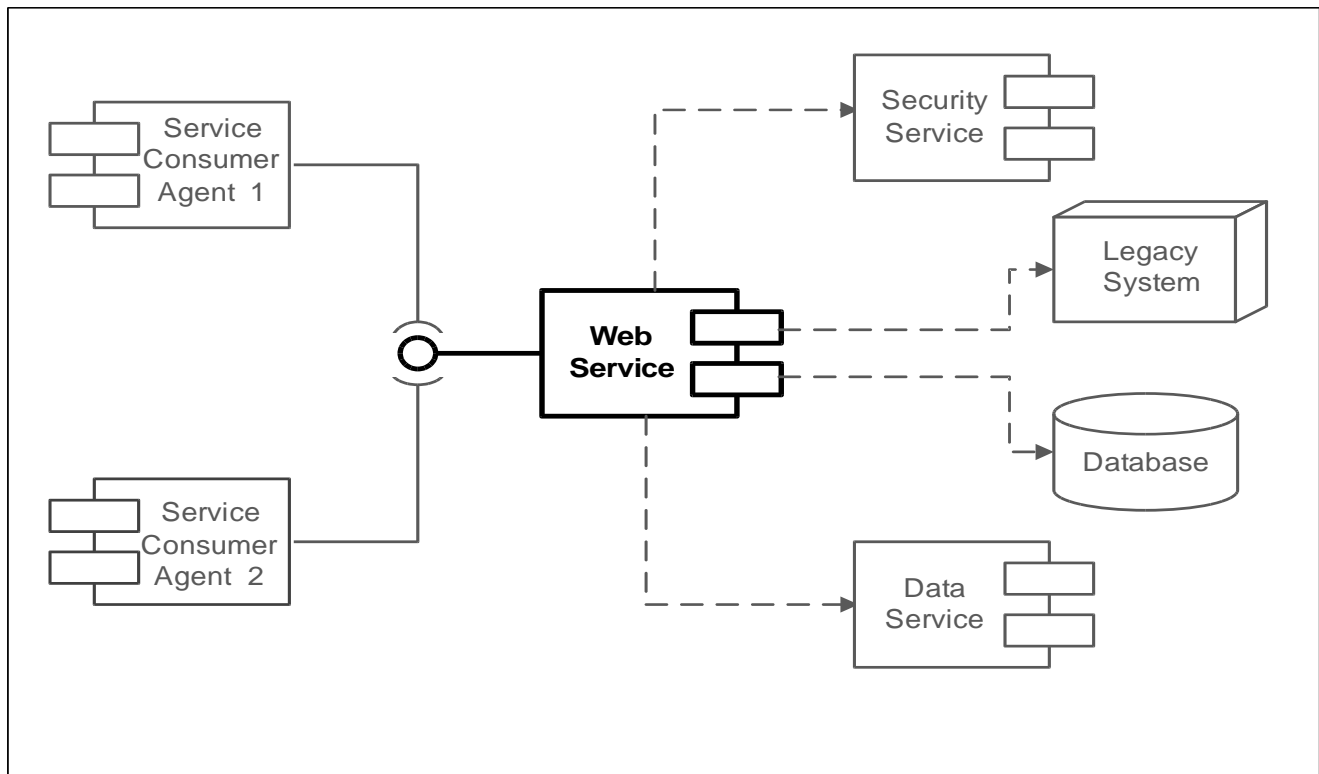 Service
Consumer
Agent 1
Service
Consumer
Agent 2
Web
Service
Security
Service
Legacy
System
Database
Data
Service